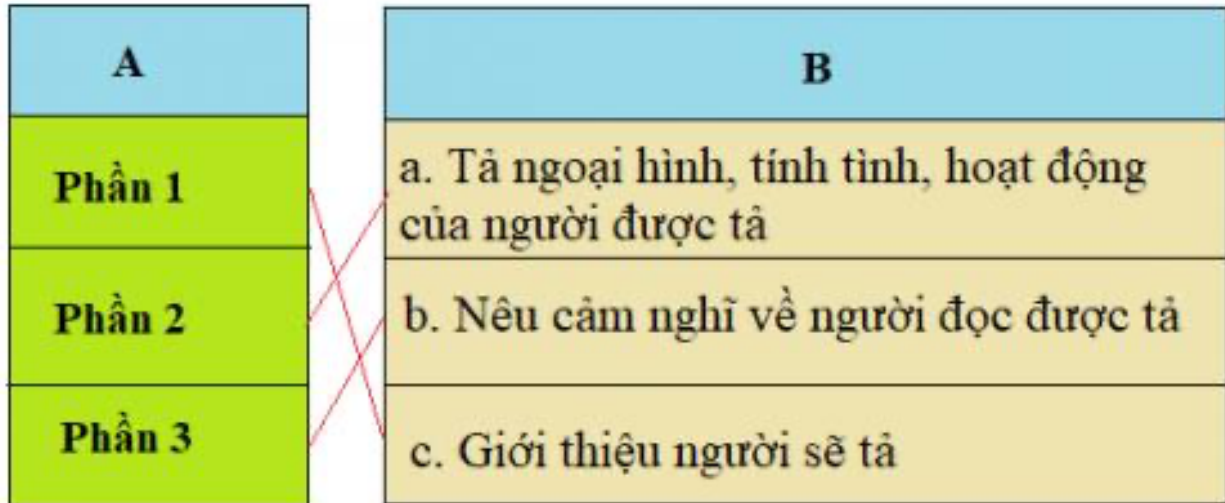 A
B
Phần 1
a. Tả ngoại hình, tính tình, hoạt động
của người được tả
Phần 2
b. Nêu cảm nghĩ về người đọc được tả
Phần 3
c. Giới thiệu người sẽ tả